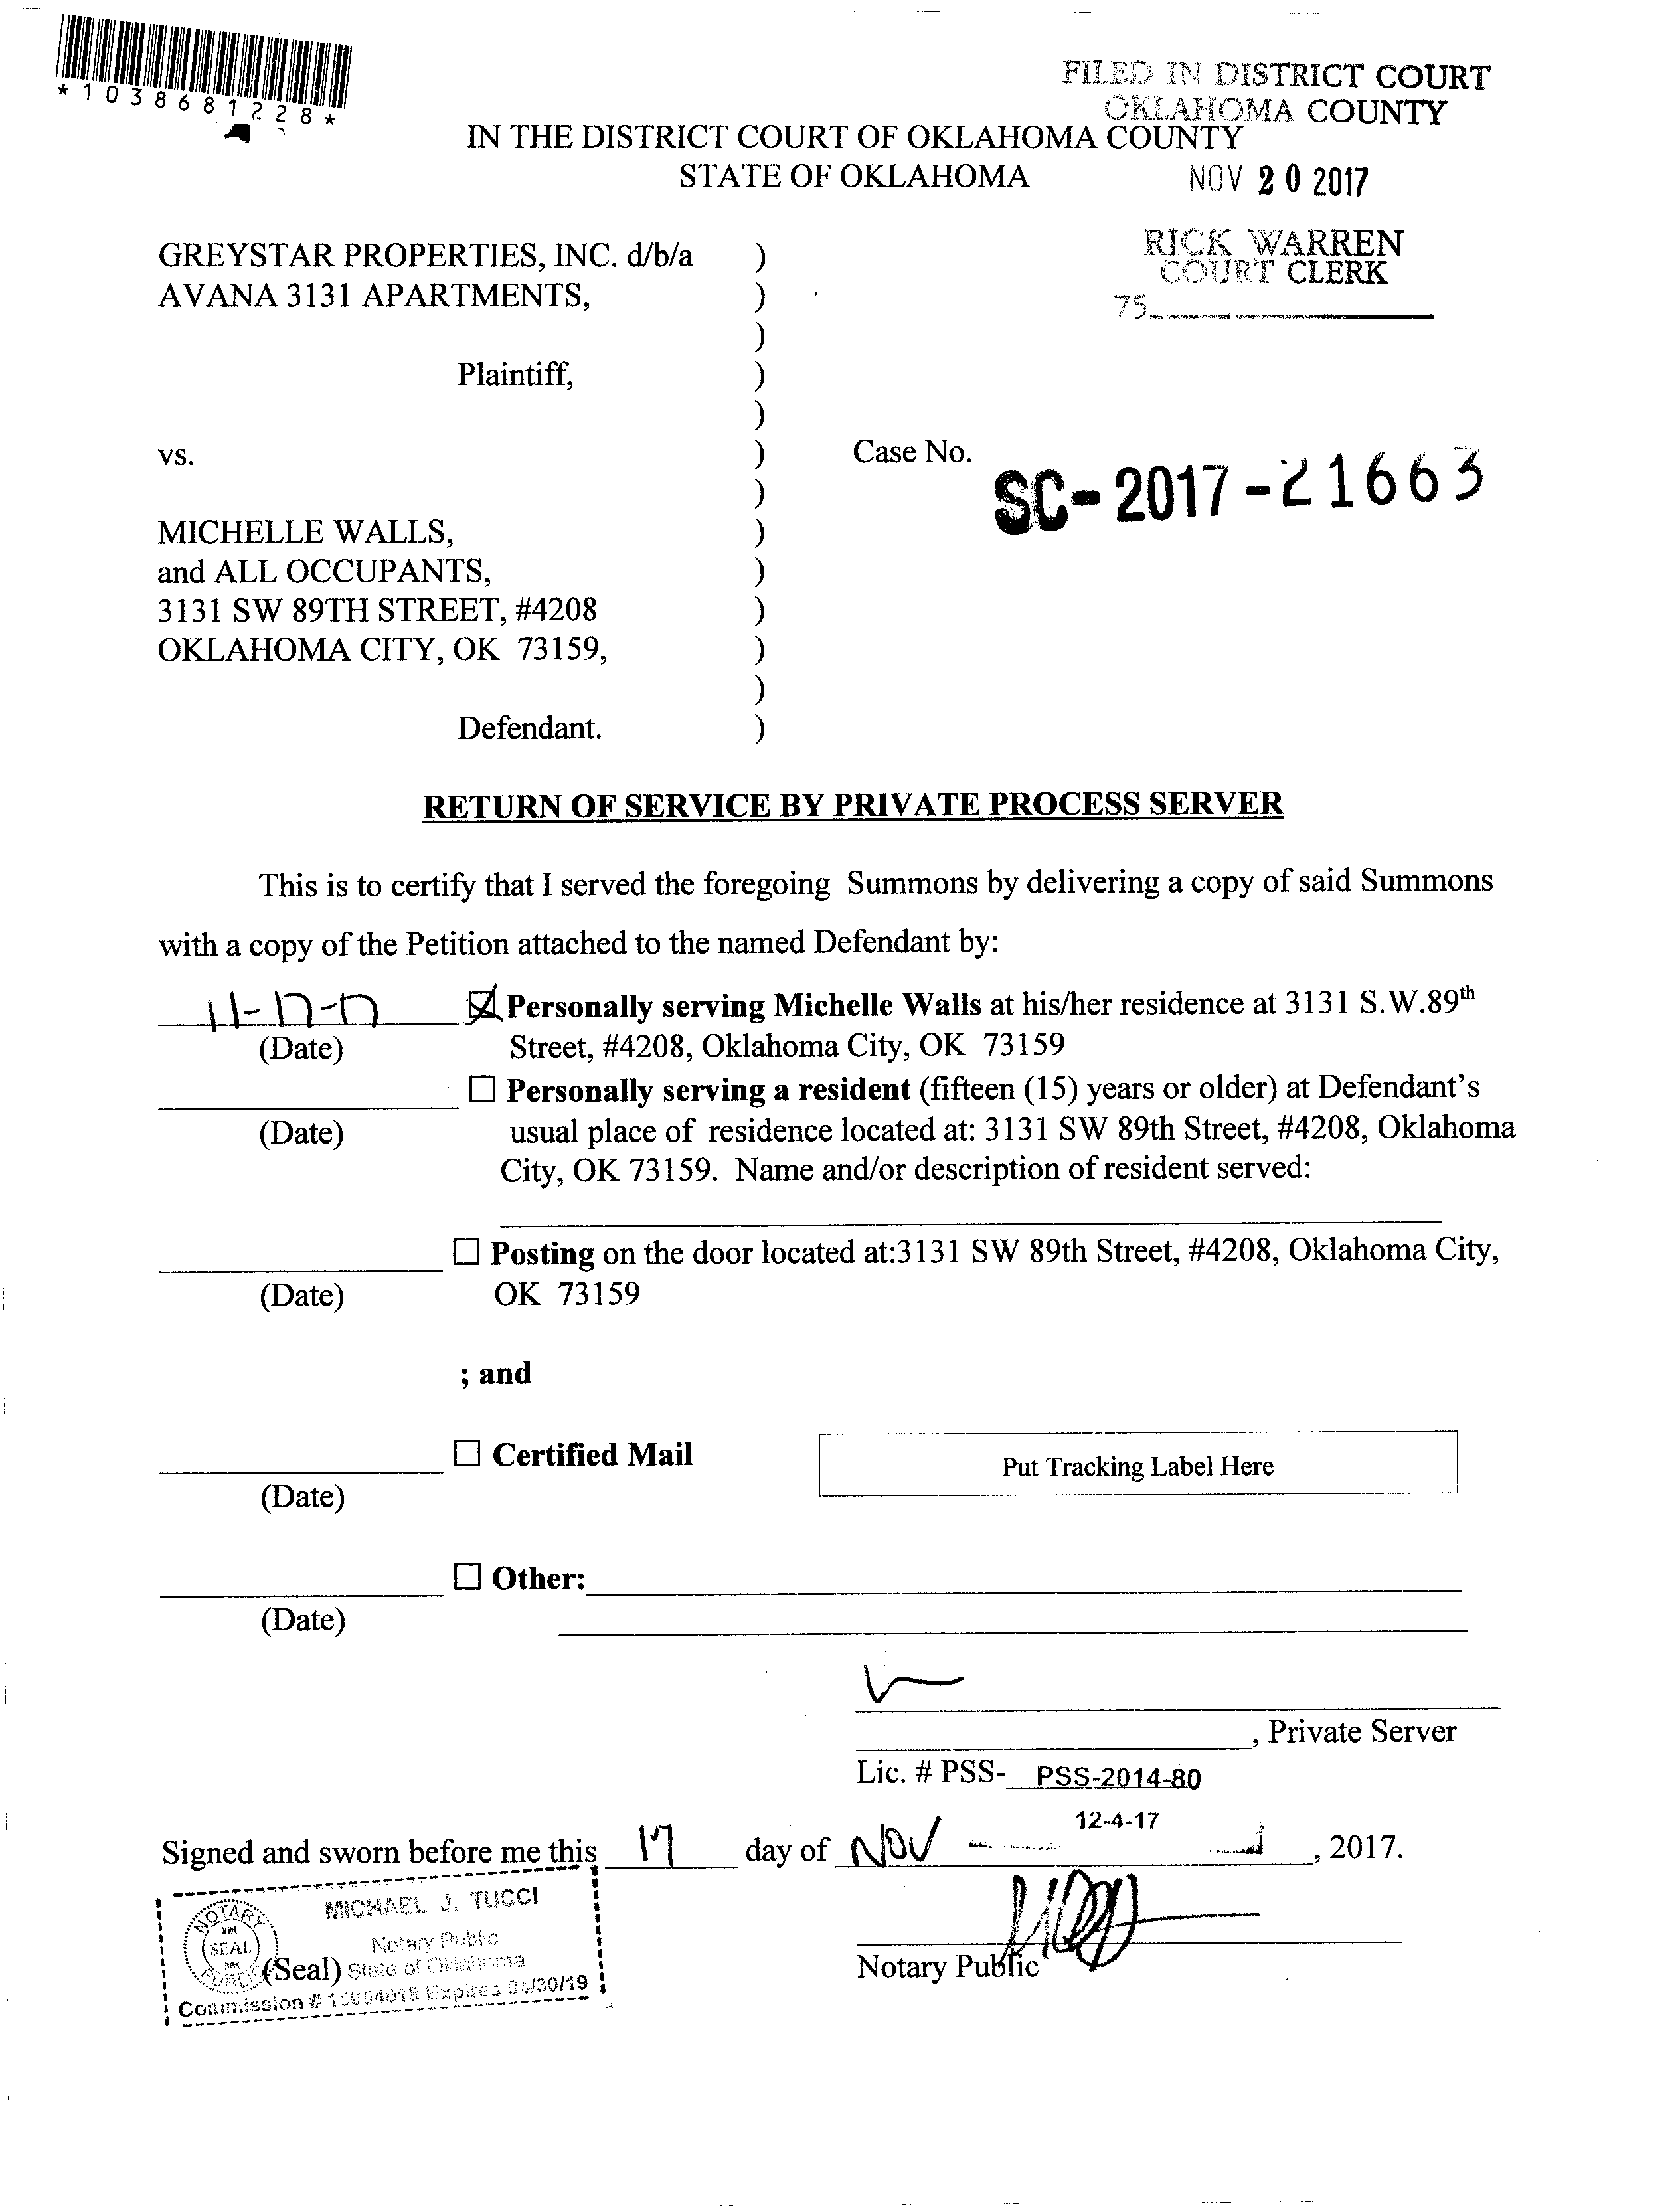 *1038681228*
FILED IN DISTRICT COURT
OKLAHOMA COUNTY
IN THE DISTRICT COURT OF OKLAHOMA COUNTY
STATE OF OKLAHOMA
NOV 20 2017
RICK WARREN
COURT CLERK
75
GREYSTAR PROPERTIES, INC. d/b/a )
AVANA 3131 APARTMENTS, )
)
Plaintiff, )
)
vs. )
Case No. SC-2017-21663
)
MICHELLE WALLS, )
and ALL OCCUPANTS, )
3131 SW 89TH STREET, #4208 )
OKLAHOMA CITY, OK 73159, )
)
Defendant. )
RETURN OF SERVICE BY PRIVATE PROCESS SERVER
This is to certify that I served the foregoing Summons by delivering a copy of said Summons
with a copy of the Petition attached to the named Defendant by:
11-17-17 ☑ Personally serving Michelle Walls at his/her residence at 3131 S.W.89th
(Date) Street, #4208, Oklahoma City, OK 73159
☐ Personally serving a resident (fifteen (15) years or older) at Defendant's
(Date) usual place of residence located at: 3131 SW 89th Street, #4208, Oklahoma
City, OK 73159. Name and/or description of resident served:
☐ Posting on the door located at:3131 SW 89th Street, #4208, Oklahoma City,
(Date) OK 73159
; and
☐ Certified Mail Put Tracking Label Here
(Date)
☐ Other:
(Date)
, Private Server
Lic. # PSS- PSS-2014-80
12-4-17
Signed and sworn before me this 17 day of NOV , 2017.
MICHAEL J. TUCCI
NOTARY PUBLIC SEAL
Notary Public
(Seal) State of Oklahoma
Commission # 15004018 Expires 04/30/19
Notary Public